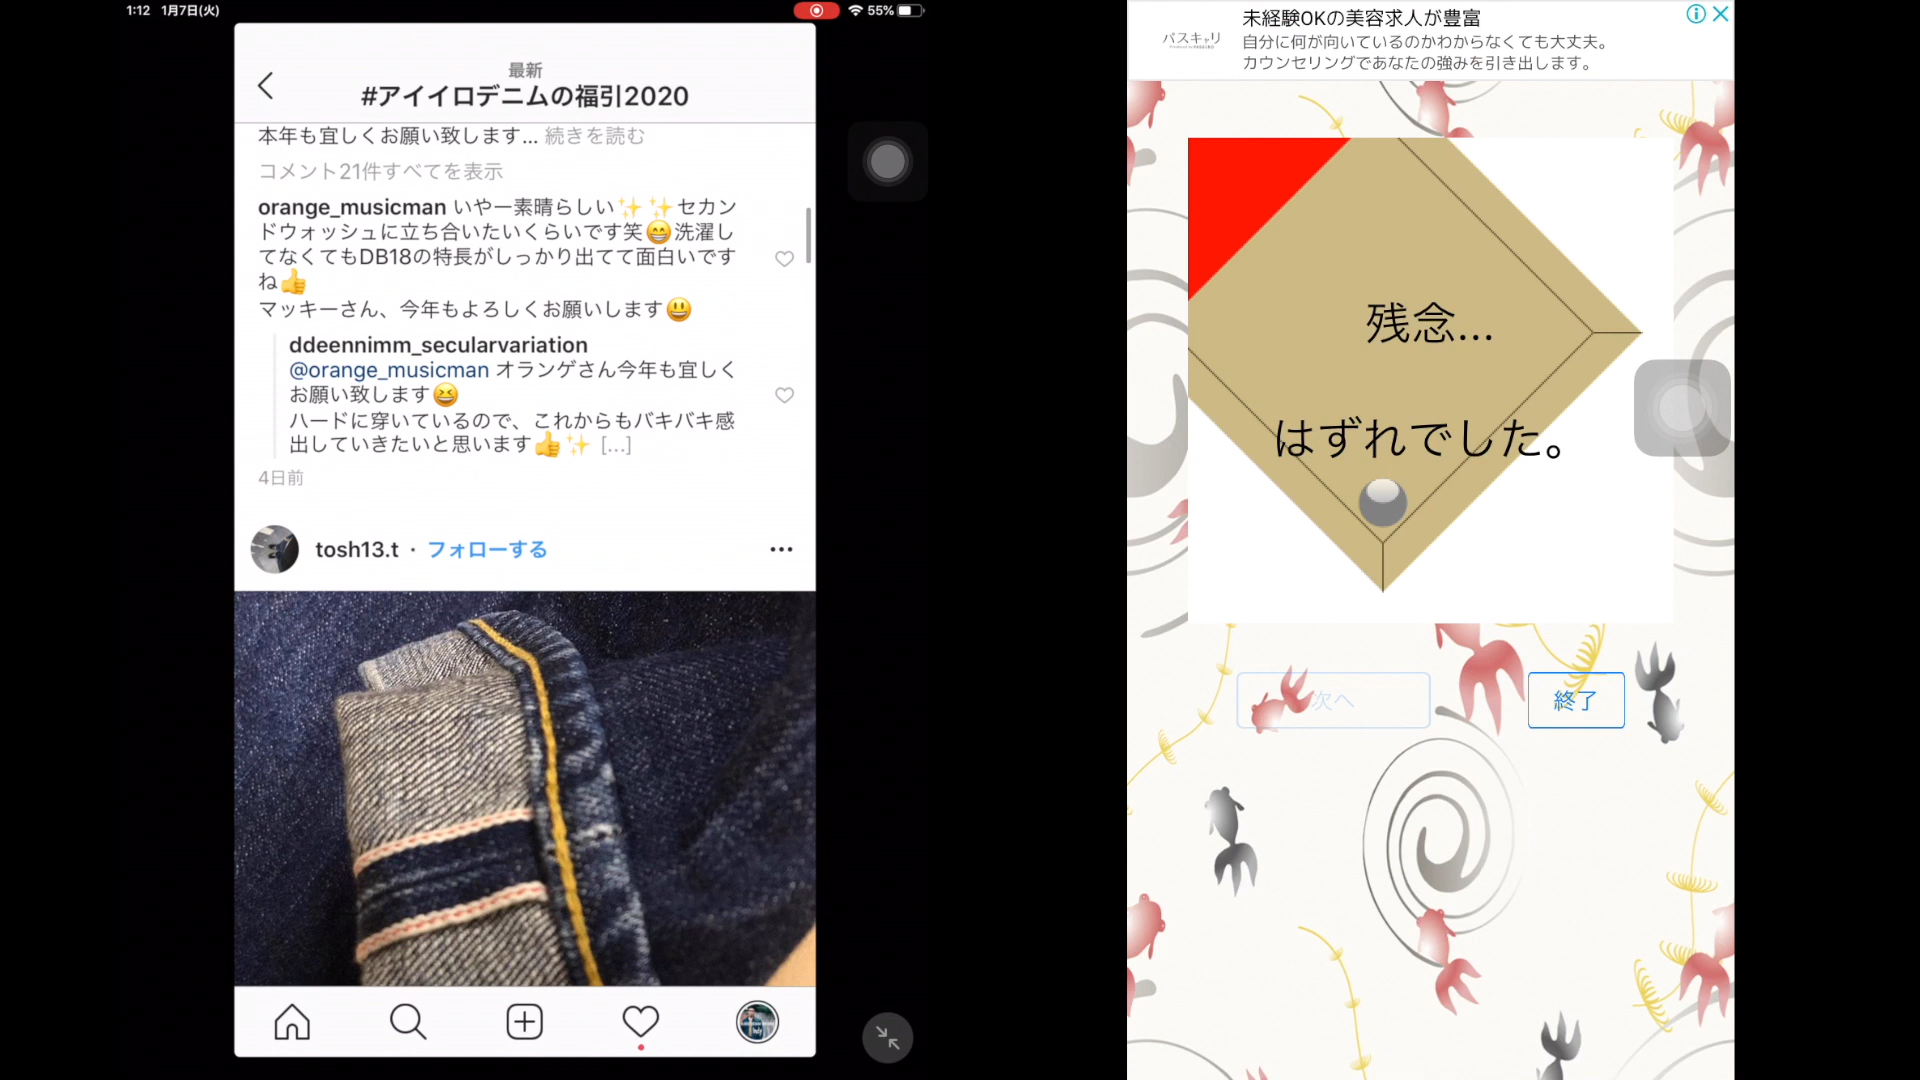 1:12 1月7日(火)
55%
最新
#アイイロデニムの福引2020
本年も宜しくお願い致します... 続きを読む
コメント21件すべてを表示
orange_musicman いやー素晴らしい✨ ✨セカン
ドウォッシュに立ち合いたいくらいです笑😁洗濯し
てなくてもDB18の特長がしっかり出てて面白いです
ね👍
マッキーさん、今年もよろしくお願いします😃
ddeennimm_secularvariation
@orange_musicman オランゲさん今年も宜しく
お願い致します😆
ハードに穿いているので、これからもバキバキ感
出していきたいと思います👍✨ [...]
4日前
tosh13.t · フォローする
未経験OKの美容求人が豊富
パスキャリ
自分に何が向いているのかわからなくても大丈夫。
カウンセリングであなたの強みを引き出します。
残念...
はずれでした。
次へ
終了